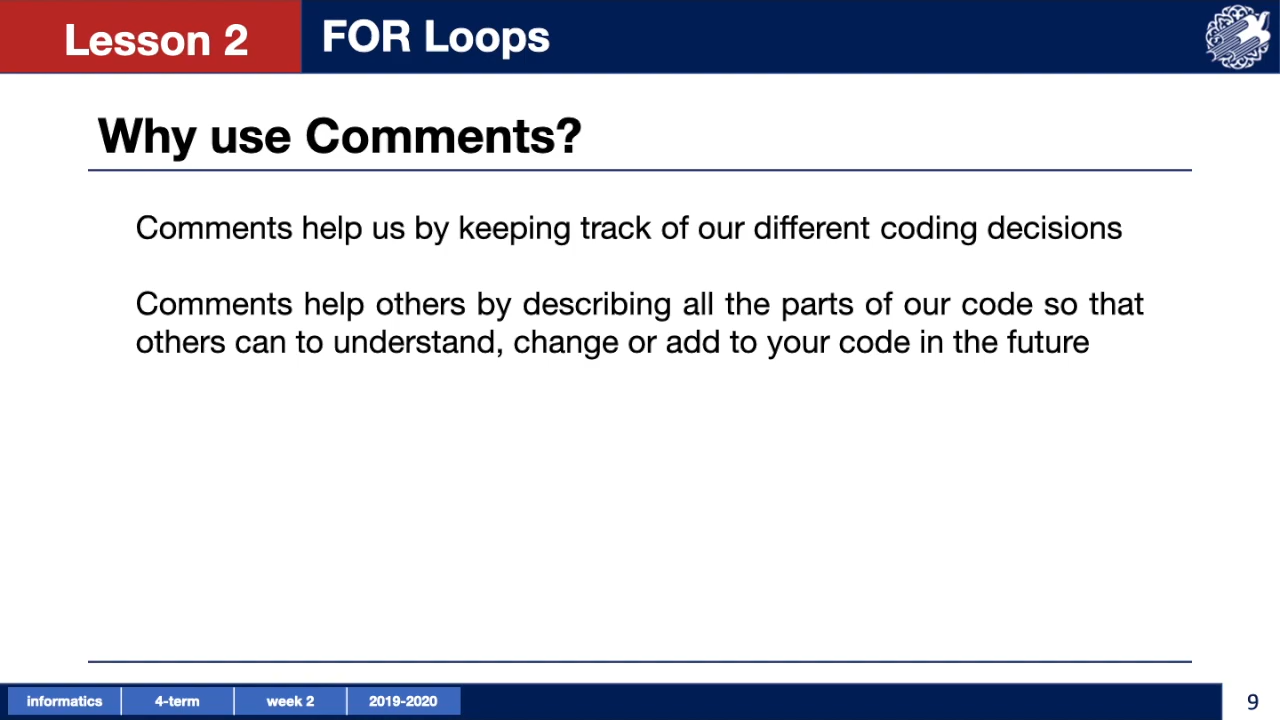 Lesson 2
FOR Loops
Why use Comments?
Comments help us by keeping track of our different coding decisions
Comments help others by describing all the parts of our code so that
others can to understand, change or add to your code in the future
informatics
4-term
week 2
2019-2020
9